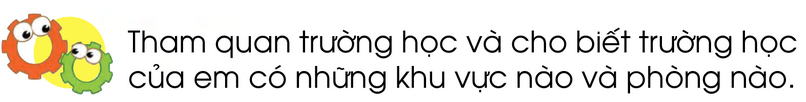 Tham quan trường học và cho biết trường học
của em có những khu vực nào và phòng nào.